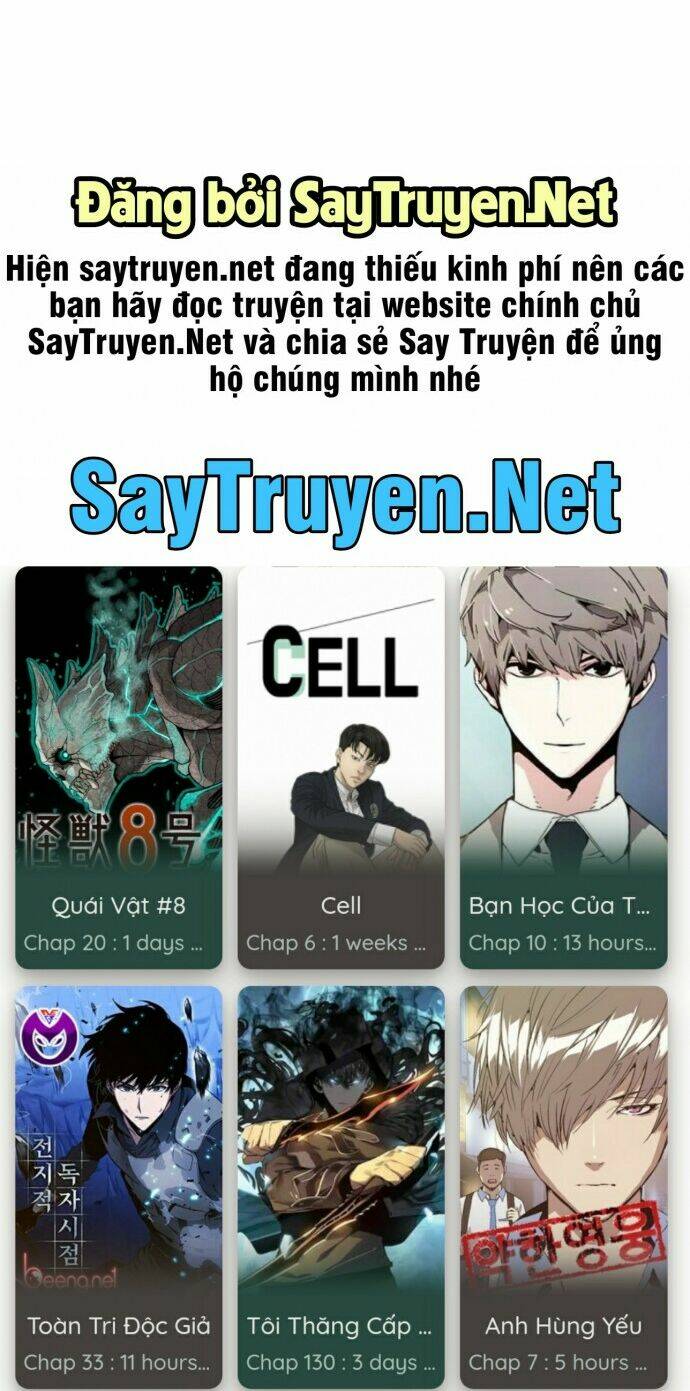 Đăng bởi SayTruyen.Net
Hiện saytruyen.net đang thiếu kinh phí nên các
bạn hãy đọc truyện tại website chính chủ
SayTruyen.Net và chia sẻ Say Truyện để ủng
hộ chúng mình nhé
SayTruyen.Net
怪獣8号
Quái Vật #8
Chap 20 : 1 days ...
CELL
Cell
Chap 6 : 1 weeks ...
Bạn Học Của T...
Chap 10 : 13 hours...
전지적
독자시점
beeng.net
Toàn Tri Độc Giả
Chap 33 : 11 hours...
Tôi Thăng Cấp ...
Chap 130 : 3 days ...
약한영웅
Anh Hùng Yếu
Chap 7 : 5 hours ...